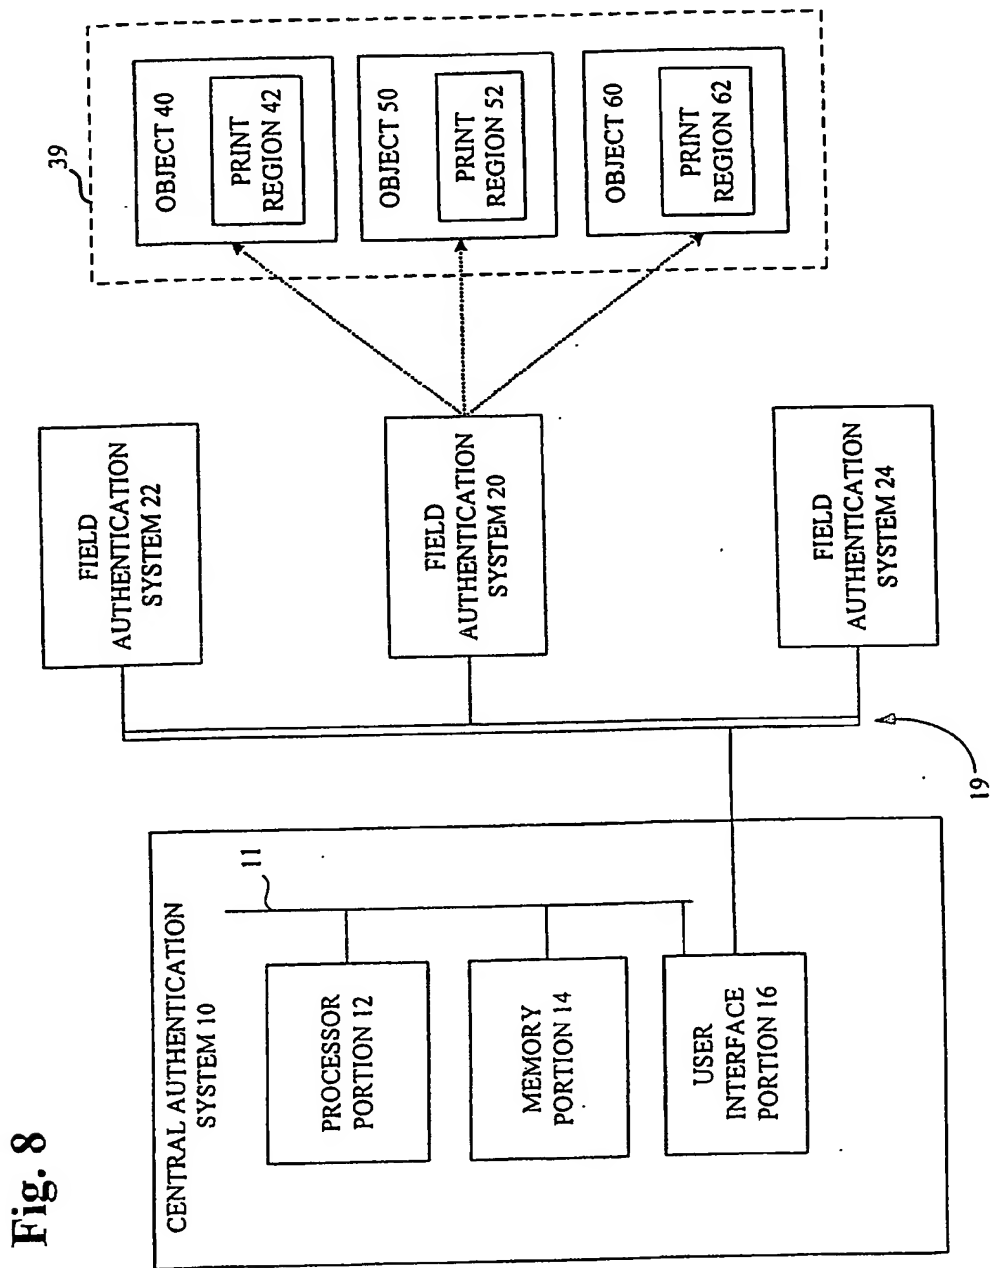 Fig. 8
CENTRAL AUTHENTICATION
SYSTEM 10
11
PROCESSOR
PORTION 12
MEMORY
PORTION 14
USER
INTERFACE
PORTION 16
19
FIELD
AUTHENTICATION
SYSTEM 22
FIELD
AUTHENTICATION
SYSTEM 20
FIELD
AUTHENTICATION
SYSTEM 24
39
OBJECT 40
PRINT
REGION 42
OBJECT 50
PRINT
REGION 52
OBJECT 60
PRINT
REGION 62